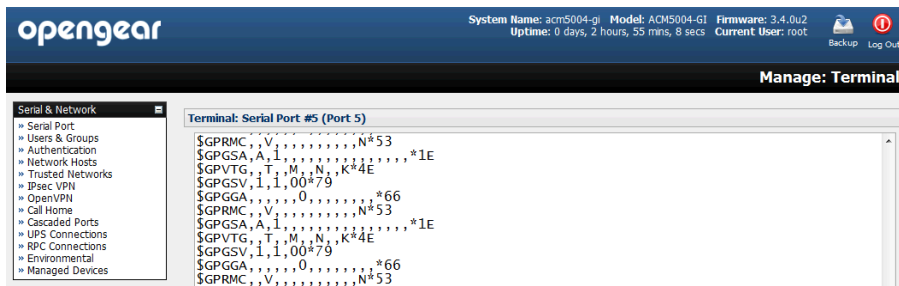 opengear
System Name: acm5004-gi Model: ACM5004-GI Firmware: 3.4.0u2
Uptime: 0 days, 2 hours, 55 mins, 8 secs Current User: root
Backup
Log Out
Manage: Terminal
Serial & Network
» Serial Port
» Users & Groups
» Authentication
» Network Hosts
» Trusted Networks
» IPsec VPN
» OpenVPN
» Call Home
» Cascaded Ports
» UPS Connections
» RPC Connections
» Environmental
» Managed Devices
Terminal: Serial Port #5 (Port 5)
$GPRMC,,V,,,,,,,,,,N*53
$GPGSA,A,1,,,,,,,,,,,,,,,*1E
$GPVTG,,T,,M,,N,,K*4E
$GPGSV,1,1,00*79
$GPGGA,,,,,,0,,,,,,,,*66
$GPRMC,,V,,,,,,,,,,N*53
$GPGSA,A,1,,,,,,,,,,,,,,,*1E
$GPVTG,,T,,M,,N,,K*4E
$GPGSV,1,1,00*79
$GPGGA,,,,,,0,,,,,,,,*66
$GPRMC,,V,,,,,,,,,,N*53